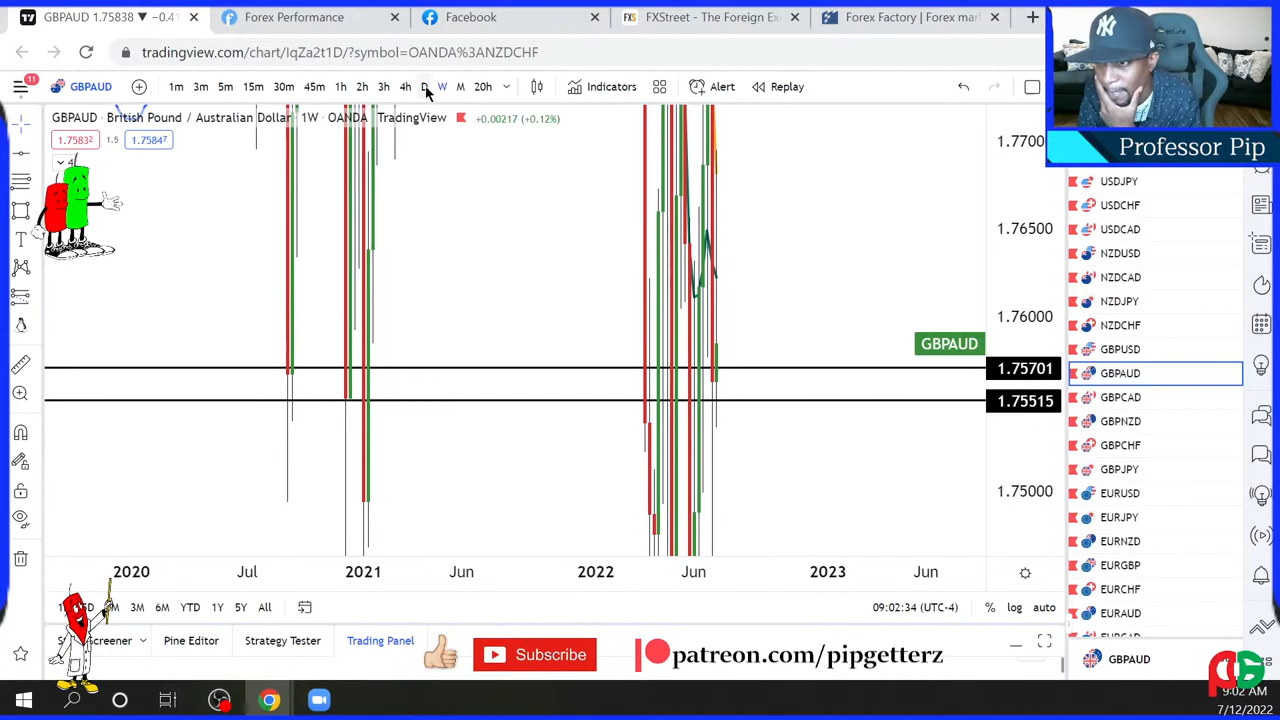 GBPAUD 1.75838 ▼ −0.41
Forex Performance
Facebook
FXS
FXStreet - The Foreign Ex
Forex Factory | Forex mar
tradingview.com/chart/IqZa2t1D/?symbol=OANDA%3ANZDCHF
11
GBPAUD
1m 3m 5m 15m 30m 45m 1h 2h 3h 4h D W M 20h
Indicators
Alert
Replay
Professor Pip
GBPAUD · British Pound / Australian Dollar · 1W · OANDA TradingView
+0.00217 (+0.12%)
1.75832 1.5 1.75847
4
1.77000
1.76500
1.76000
GBPAUD
1.75701
1.75515
1.75000
USDJPY
USDCHF
USDCAD
NZDUSD
NZDCAD
NZDJPY
NZDCHF
GBPUSD
GBPAUD
GBPCAD
GBPNZD
GBPCHF
GBPJPY
EURUSD
EURJPY
EURNZD
EURGBP
EURCHF
EURAUD
EURCAD
2020 Jul 2021 Jun 2022 Jun 2023 Jun
3M 6M YTD 1Y 5Y All
09:02:34 (UTC-4)
% log auto
Pine Editor
Strategy Tester
Trading Panel
Subscribe
patreon.com/pipgetterz
GBPAUD
9:02 AM
7/12/2022